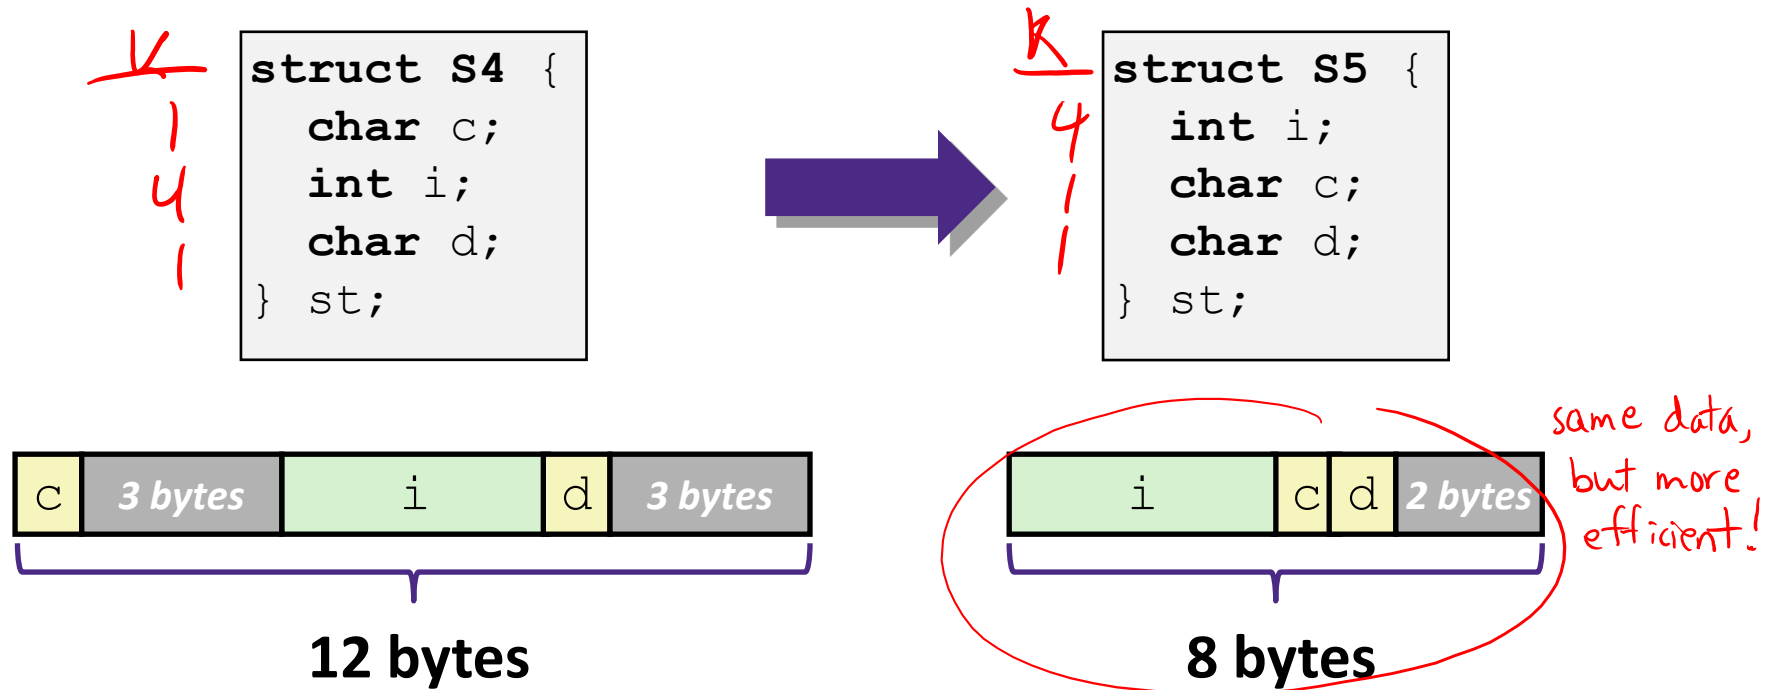 K
1
4
1
struct S4 {
char c;
int i;
char d;
} st;
K
4
1
1
struct S5 {
int i;
char c;
char d;
} st;
c 3 bytes i d 3 bytes
12 bytes
i c d 2 bytes
8 bytes
same data,
but more
efficient!